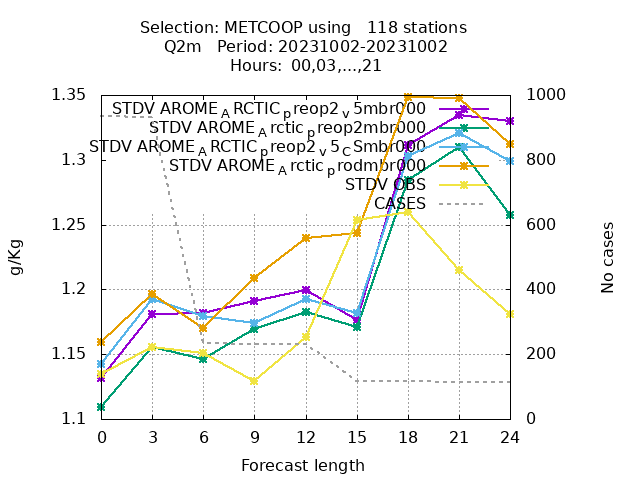 Selection: METCOOP using   118 stations
Q2m   Period: 20231002-20231002
Hours:  00,03,...,21
1.35
1.3
1.25
1.2
1.15
1.1
g/Kg
STDV AROME_ARCTIC_preop2_v5mbr000
STDV AROME_Arctic_preop2mbr000
STDV AROME_ARCTIC_preop2_v5_CSmbr000
STDV AROME_Arctic_prodmbr000
STDV OBS
CASES
1000
800
600
400
200
0
No cases
0 3 6 9 12 15 18 21 24
Forecast length